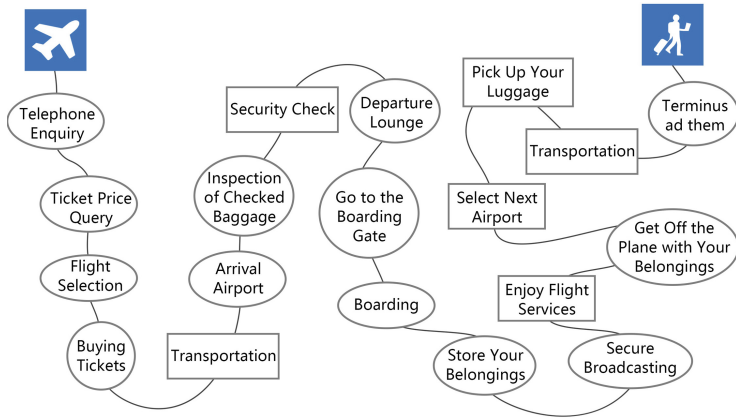 Telephone
Enquiry
Ticket Price
Query
Flight
Selection
Buying
Tickets
Transportation
Arrival
Airport
Inspection
of Checked
Baggage
Security Check
Departure
Lounge
Go to the
Boarding
Gate
Boarding
Store Your
Belongings
Secure
Broadcasting
Enjoy Flight
Services
Get Off the
Plane with Your
Belongings
Select Next
Airport
Pick Up Your
Luggage
Transportation
Terminus
ad them